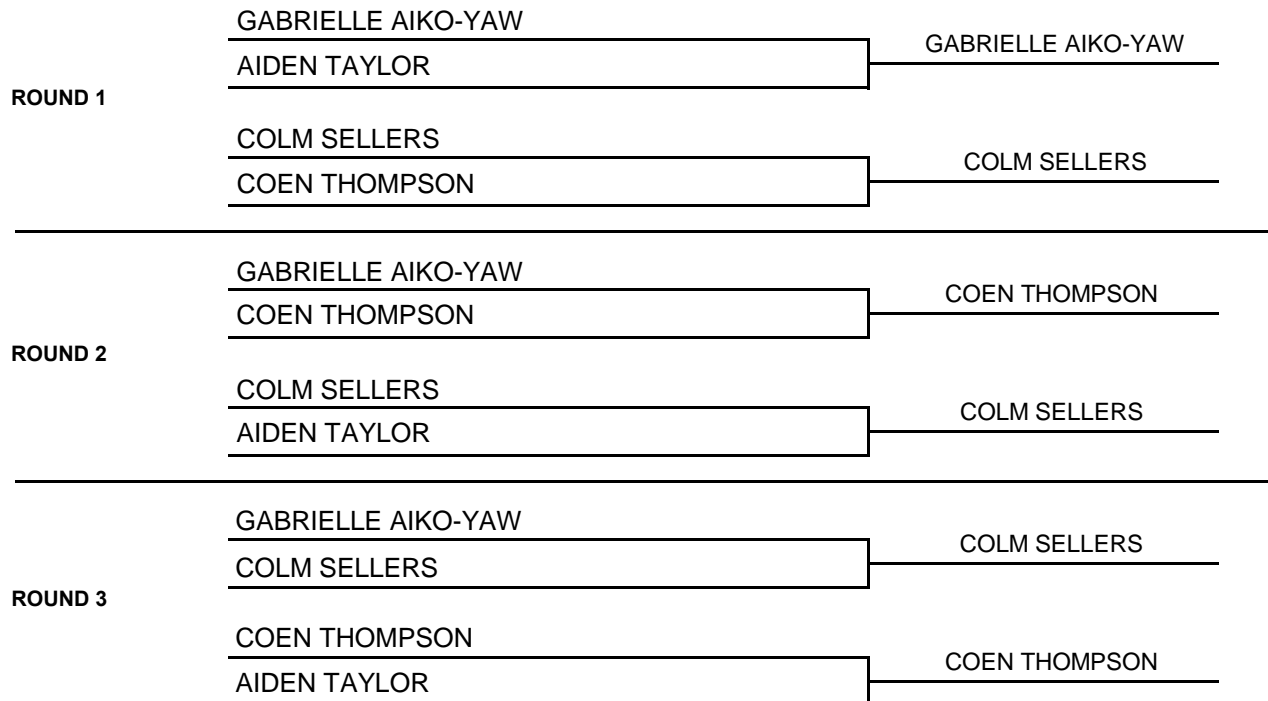 GABRIELLE AIKO-YAW
GABRIELLE AIKO-YAW
AIDEN TAYLOR
ROUND 1
COLM SELLERS
COLM SELLERS
COEN THOMPSON
GABRIELLE AIKO-YAW
COEN THOMPSON
COEN THOMPSON
ROUND 2
COLM SELLERS
COLM SELLERS
AIDEN TAYLOR
GABRIELLE AIKO-YAW
COLM SELLERS
COLM SELLERS
ROUND 3
COEN THOMPSON
COEN THOMPSON
AIDEN TAYLOR